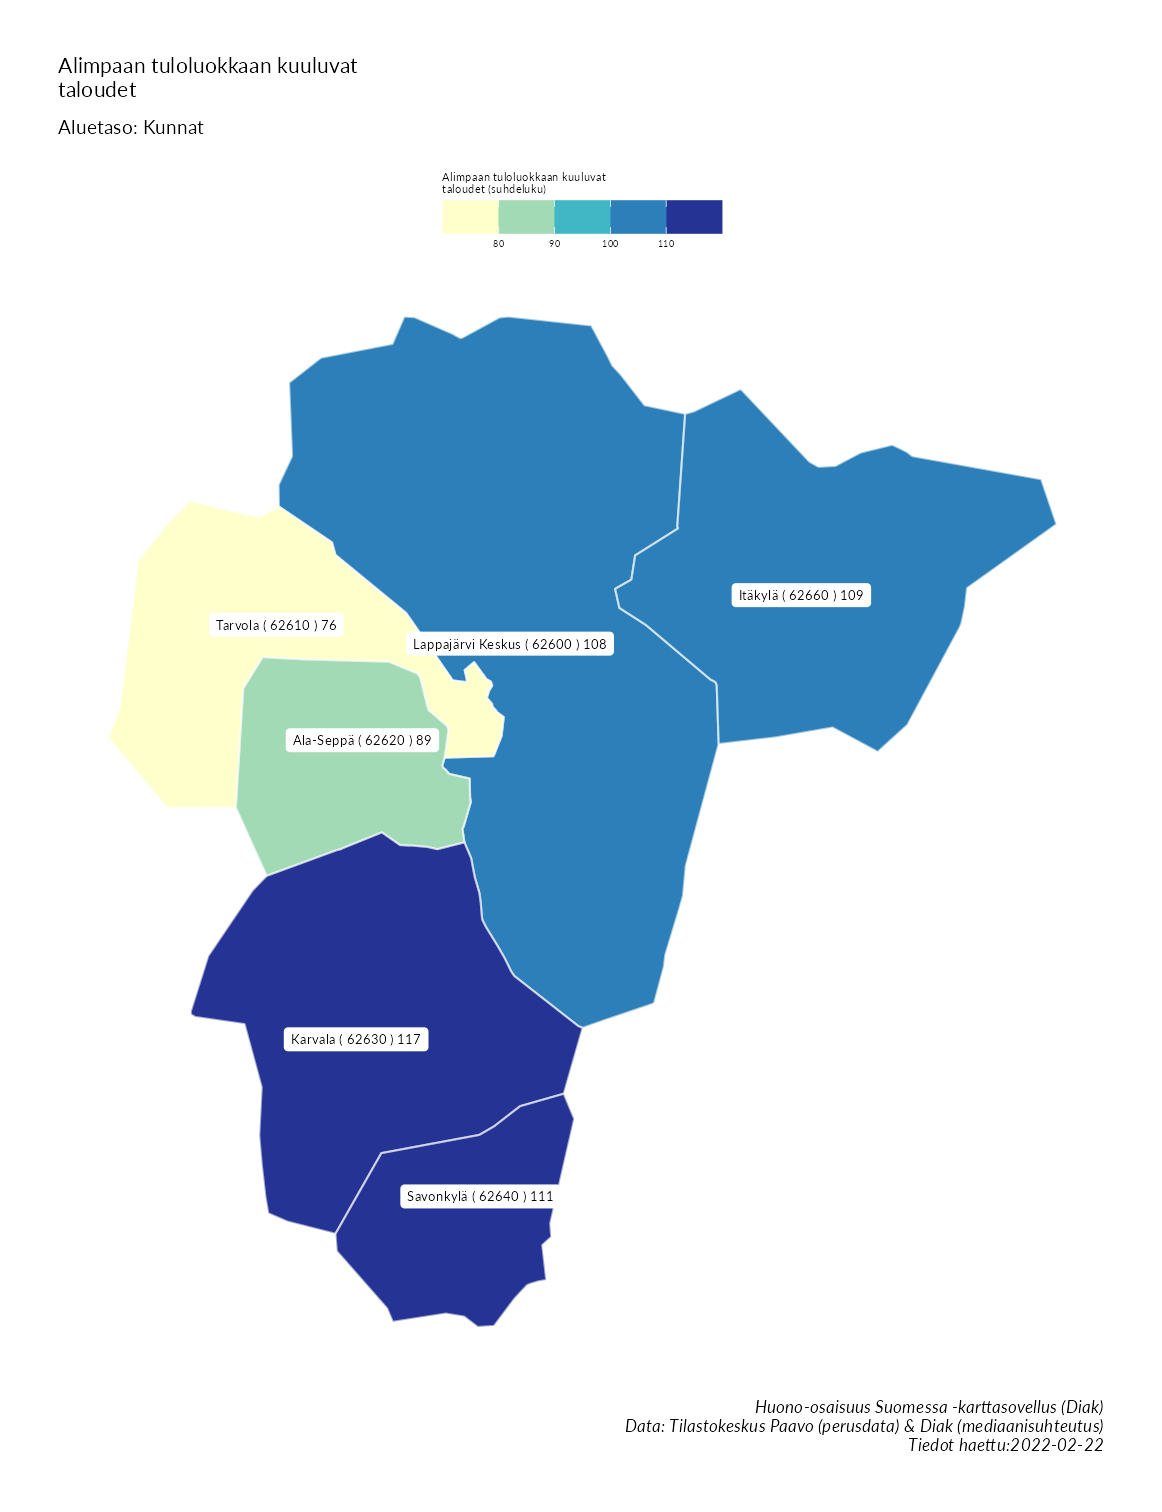 Alimpaan tuloluokkaan kuuluvat
taloudet
Aluetaso: Kunnat
Alimpaan tuloluokkaan kuuluvat
taloudet (suhdeluku)
80 90 100 110
Itäkylä ( 62660 ) 109
Tarvola ( 62610 ) 76
Lappajärvi Keskus ( 62600 ) 108
Ala-Seppä ( 62620 ) 89
Karvala ( 62630 ) 117
Savonkylä ( 62640 ) 111
Huono-osaisuus Suomessa -karttasovellus (Diak)
Data: Tilastokeskus Paavo (perusdata) & Diak (mediaanisuhteutus)
Tiedot haettu:2022-02-22